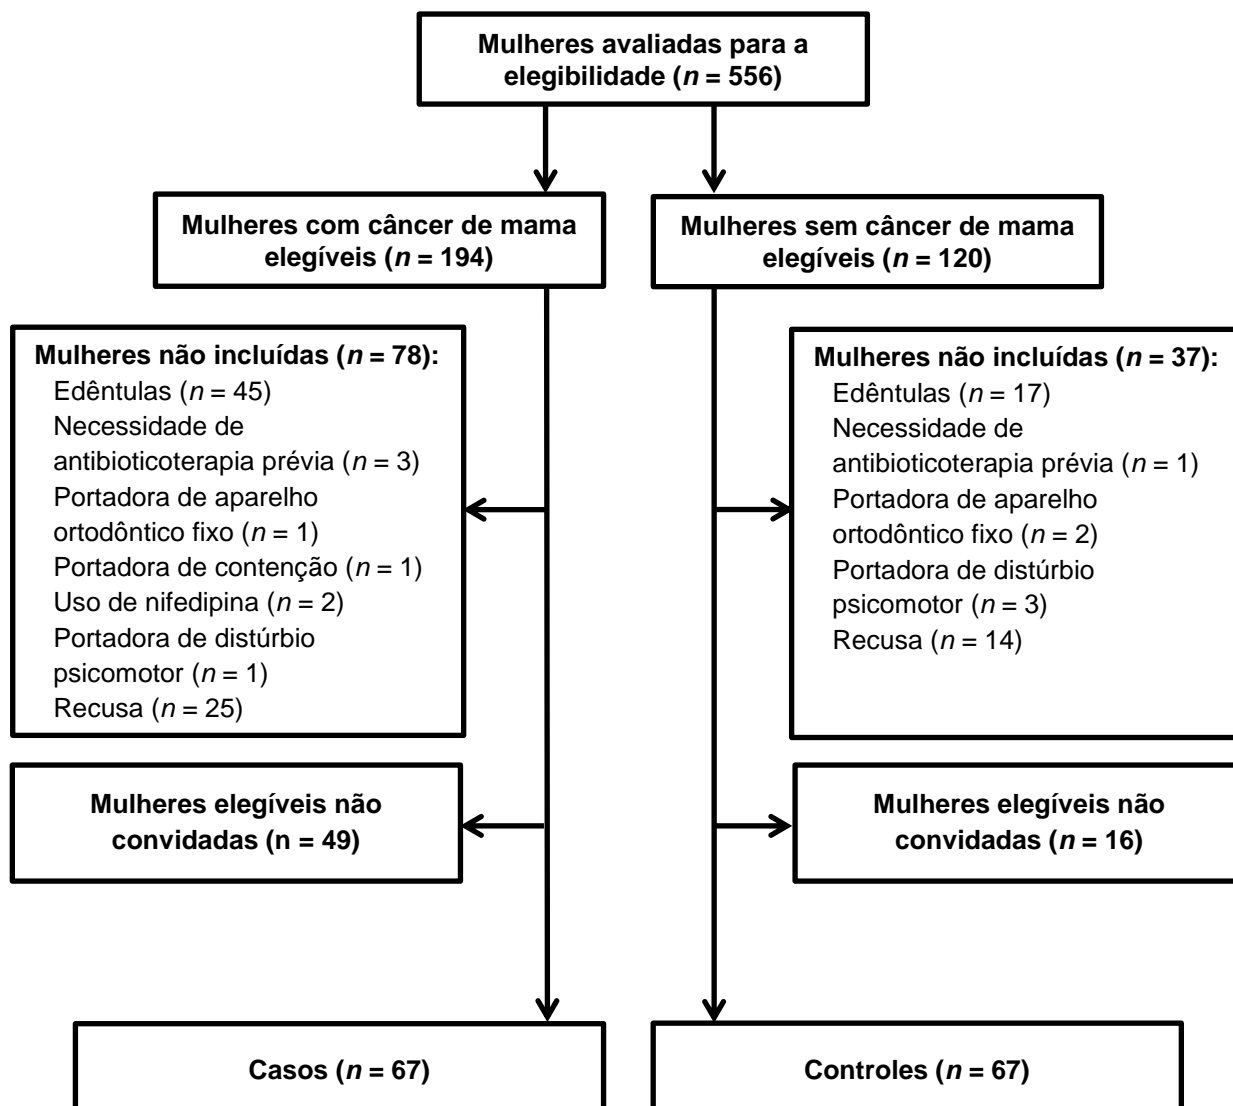 Mulheres avaliadas para a
elegibilidade (n = 556)
Mulheres com câncer de mama
elegíveis (n = 194)
Mulheres sem câncer de mama
elegíveis (n = 120)
Mulheres não incluídas (n = 78):
Edêntulas (n = 45)
Necessidade de
antibioticoterapia prévia (n = 3)
Portadora de aparelho
ortodôntico fixo (n = 1)
Portadora de contenção (n = 1)
Uso de nifedipina (n = 2)
Portadora de distúrbio
psicomotor (n = 1)
Recusa (n = 25)
Mulheres não incluídas (n = 37):
Edêntulas (n = 17)
Necessidade de
antibioticoterapia prévia (n = 1)
Portadora de aparelho
ortodôntico fixo (n = 2)
Portadora de distúrbio
psicomotor (n = 3)
Recusa (n = 14)
Mulheres elegíveis não
convidadas (n = 49)
Mulheres elegíveis não
convidadas (n = 16)
Casos (n = 67)
Controles (n = 67)